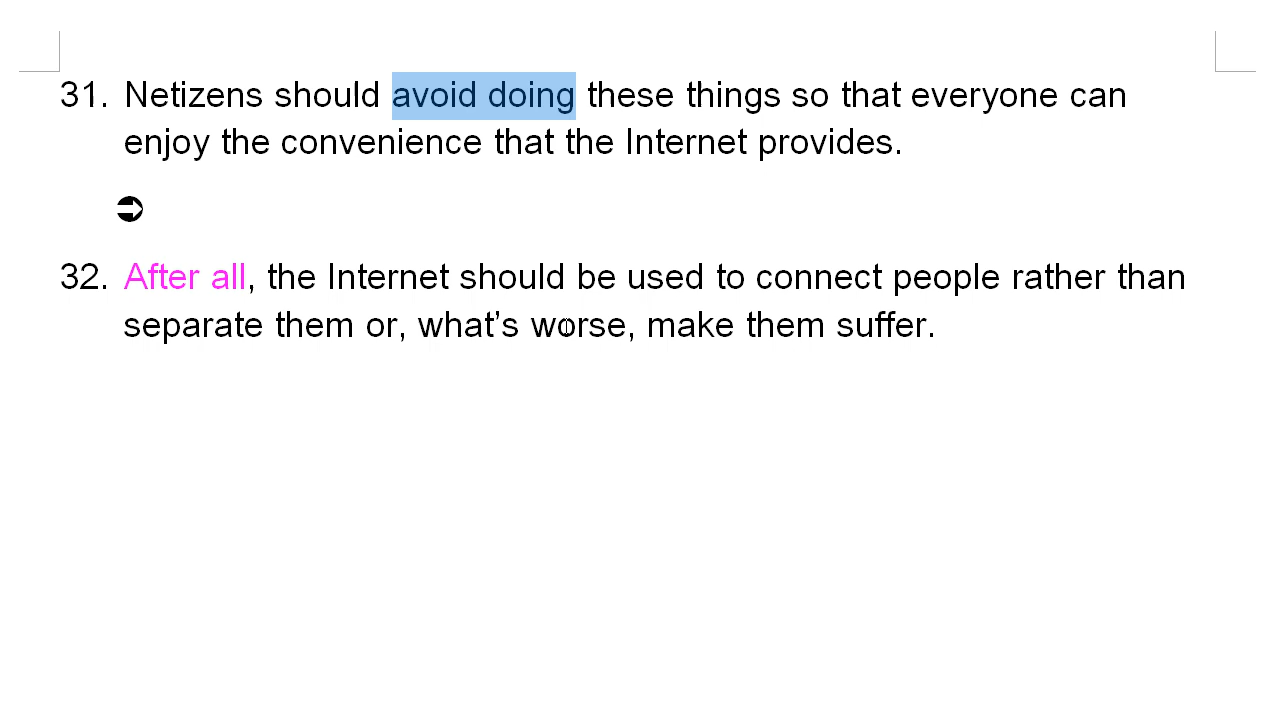 31. Netizens should avoid doing these things so that everyone can
enjoy the convenience that the Internet provides.
➲
32. After all, the Internet should be used to connect people rather than
separate them or, what’s worse, make them suffer.